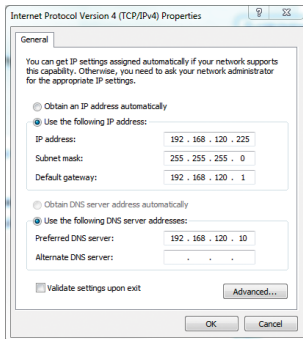 Internet Protocol Version 4 (TCP/IPv4) Properties
General
You can get IP settings assigned automatically if your network supports
this capability. Otherwise, you need to ask your network administrator
for the appropriate IP settings.
Obtain an IP address automatically
Use the following IP address:
IP address: 192 . 168 . 120 . 225
Subnet mask: 255 . 255 . 255 . 0
Default gateway: 192 . 168 . 120 . 1
Obtain DNS server address automatically
Use the following DNS server addresses:
Preferred DNS server: 192 . 168 . 120 . 10
Alternate DNS server: . . .
Validate settings upon exit
Advanced...
OK Cancel